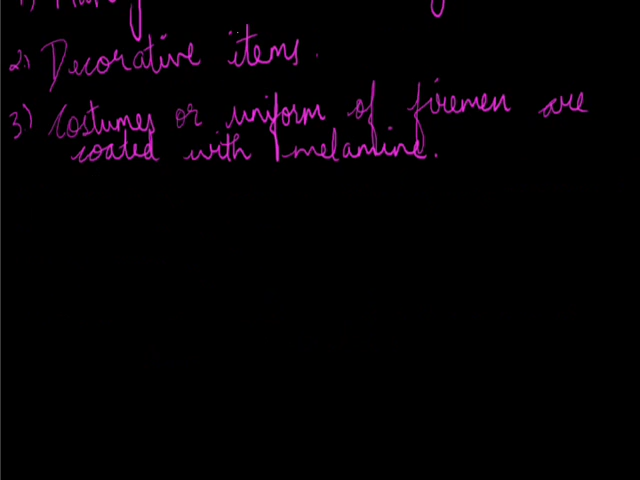 2.) Decorative items.
3) Costumes or uniform of firemen are
coated with melamine.